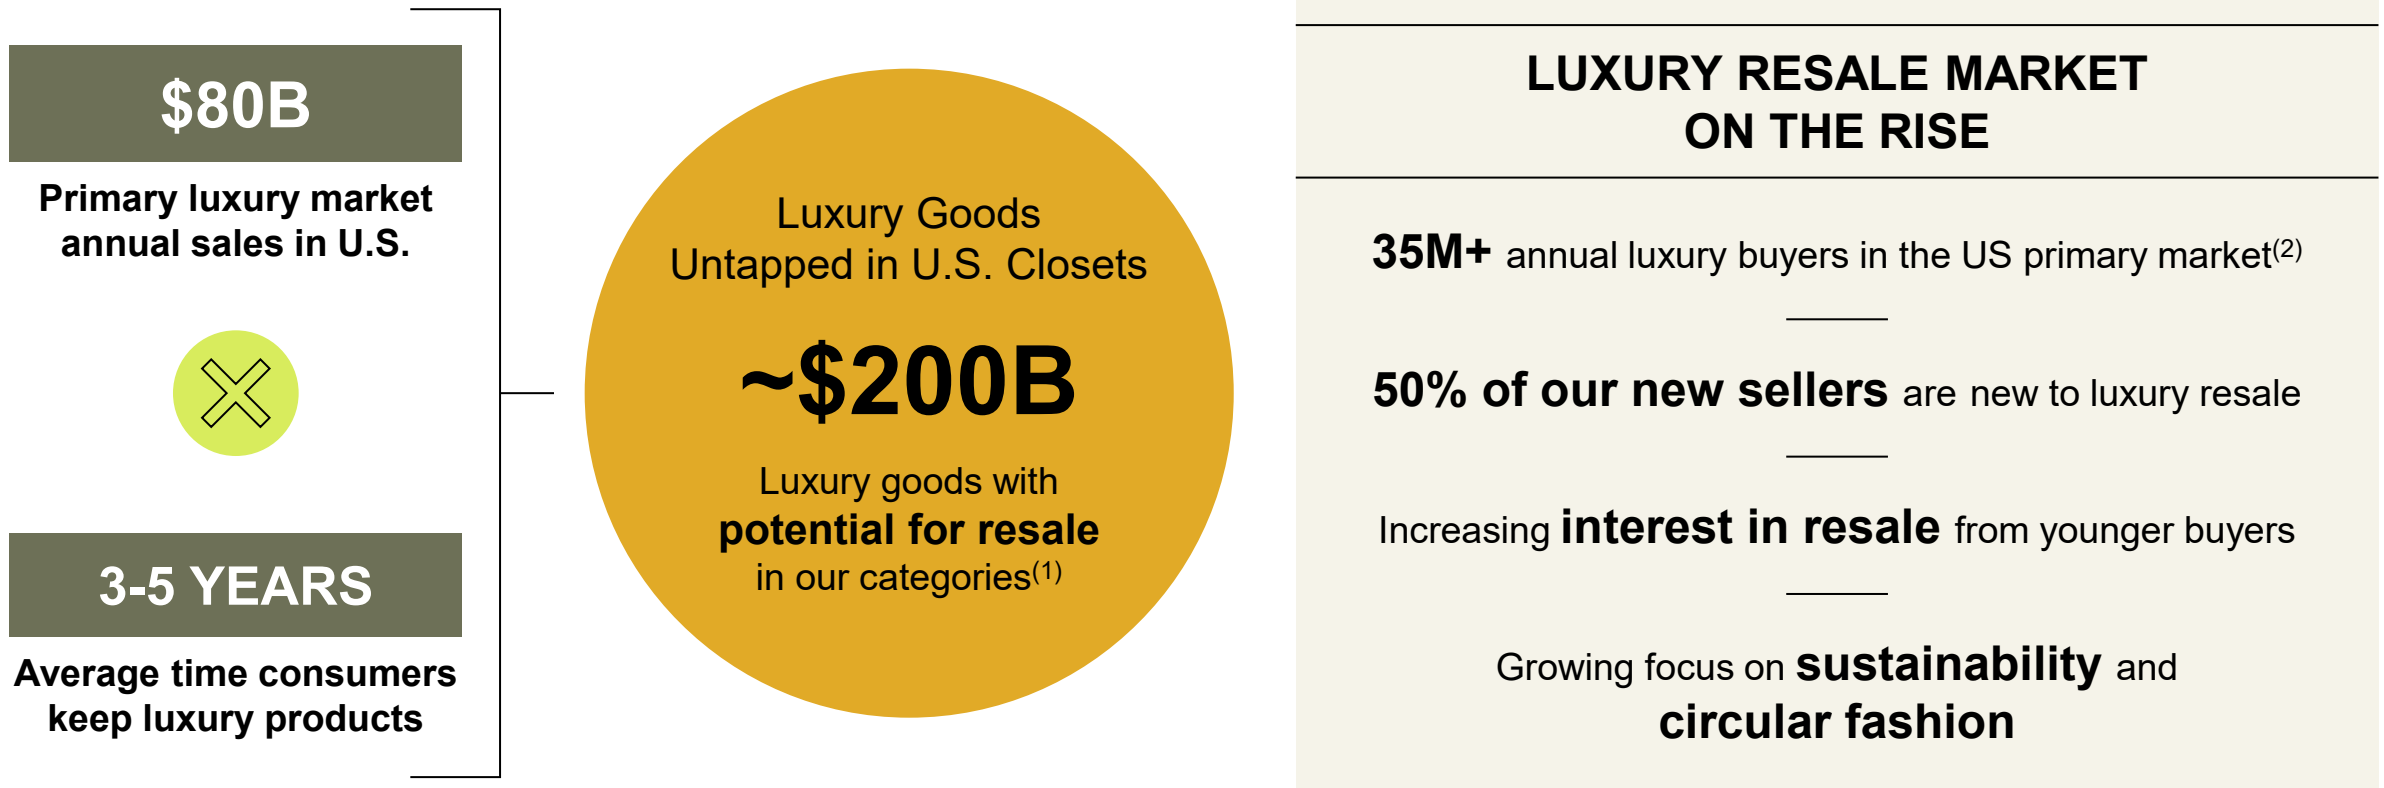 $80B
Primary luxury market
annual sales in U.S.
3-5 YEARS
Average time consumers
keep luxury products
Luxury Goods
Untapped in U.S. Closets
~$200B
Luxury goods with
potential for resale
in our categories(1)
LUXURY RESALE MARKET
ON THE RISE
35M+ annual luxury buyers in the US primary market(2)
50% of our new sellers are new to luxury resale
Increasing interest in resale from younger buyers
Growing focus on sustainability and
circular fashion